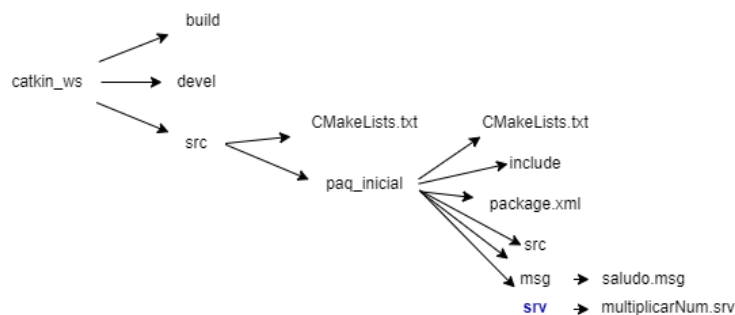 build
catkin_ws
devel
src
CMakeLists.txt
paq_inicial
CMakeLists.txt
include
package.xml
src
msg
saludo.msg
srv
multiplicarNum.srv